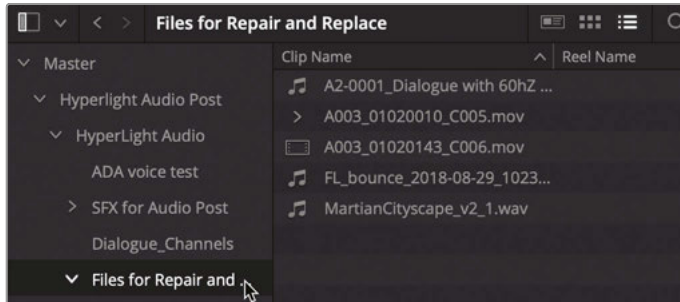 Files for Repair and Replace
Master
Hyperlight Audio Post
HyperLight Audio
ADA voice test
SFX for Audio Post
Dialogue_Channels
Files for Repair and ...
Clip Name
Reel Name
A2-0001_Dialogue with 60hZ ...
A003_01020010_C005.mov
A003_01020143_C006.mov
FL_bounce_2018-08-29_1023...
MartianCityscape_v2_1.wav